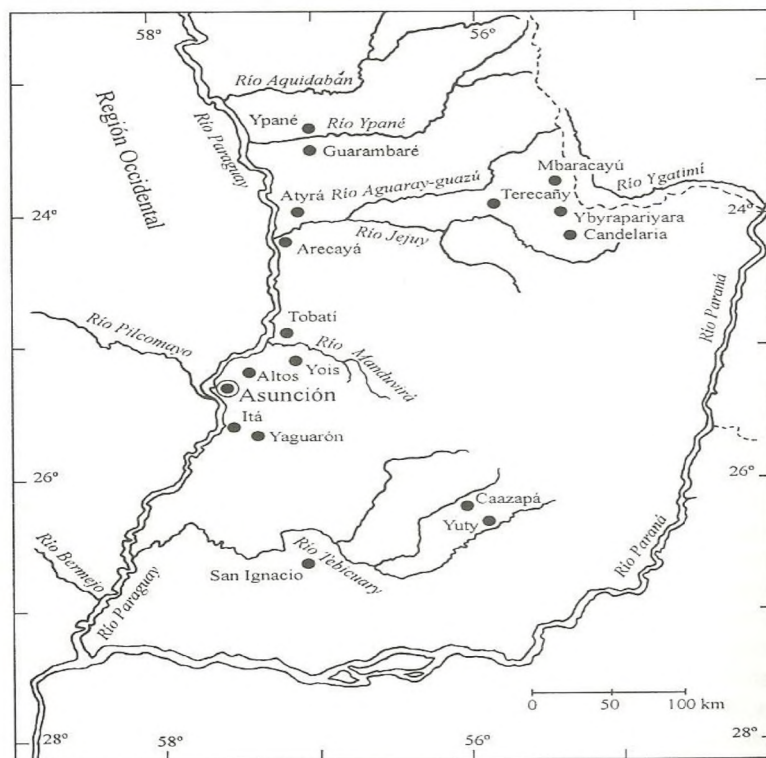 58º
56º
Río Aquidabán
Región Occidental
Río Paraguay
Ypané
Río Ypané
Guarambaré
Mbaracayú
Río Ygatimí
Atyrá
Río Aguaray-guazú
Terecañy
24º
24º
Ybyrapariyara
Río Jejuy
Candelaria
Arecayá
Río Paraná
Tobatí
Río Pilcomayo
Río Manduvirá
Yois
Altos
Asunción
Itá
Yaguarón
26º
26º
Caazapá
Yuty
Río Bermejo
Río Paraguay
San Ignacio
Río Tebicuary
Río Paraná
0 50 100 km
28º
58º
56º
28º